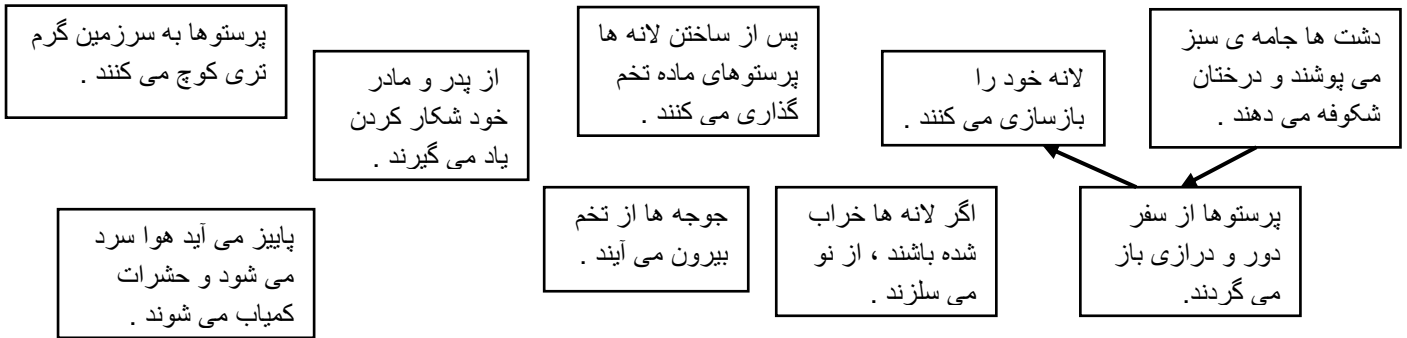 دشت ها جامه ی سبز
می پوشند و درختان
شکوفه می دهند .
پرستوها از سفر
دور و درازی باز
می گردند.
لانه خود را
بازسازی می کنند .
اگر لانه ها خراب
شده باشند ، از نو
می سلزند .
پس از ساختن لانه ها
پرستوهای ماده تخم
گذاری می کنند .
جوجه ها از تخم
بیرون می آیند .
از پدر و مادر
خود شکار کردن
یاد می گیرند .
پاییز می آید هوا سرد
می شود و حشرات
کمیاب می شوند .
پرستوها به سرزمین گرم
تری کوچ می کنند .